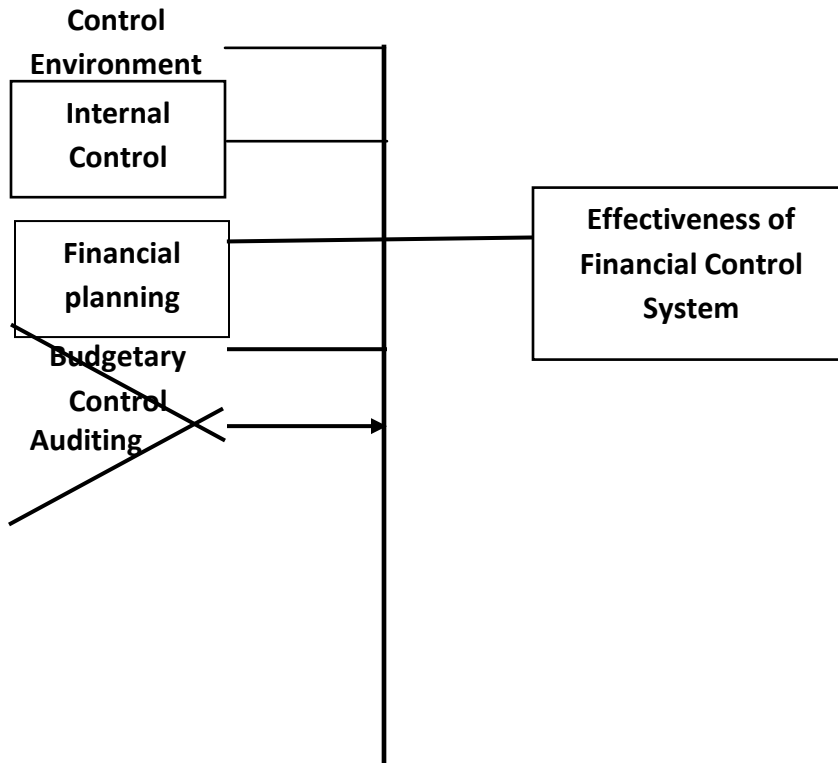 Control
Environment
Internal
Control
Financial
planning
Budgetary
Control
Auditing
Effectiveness of
Financial Control
System